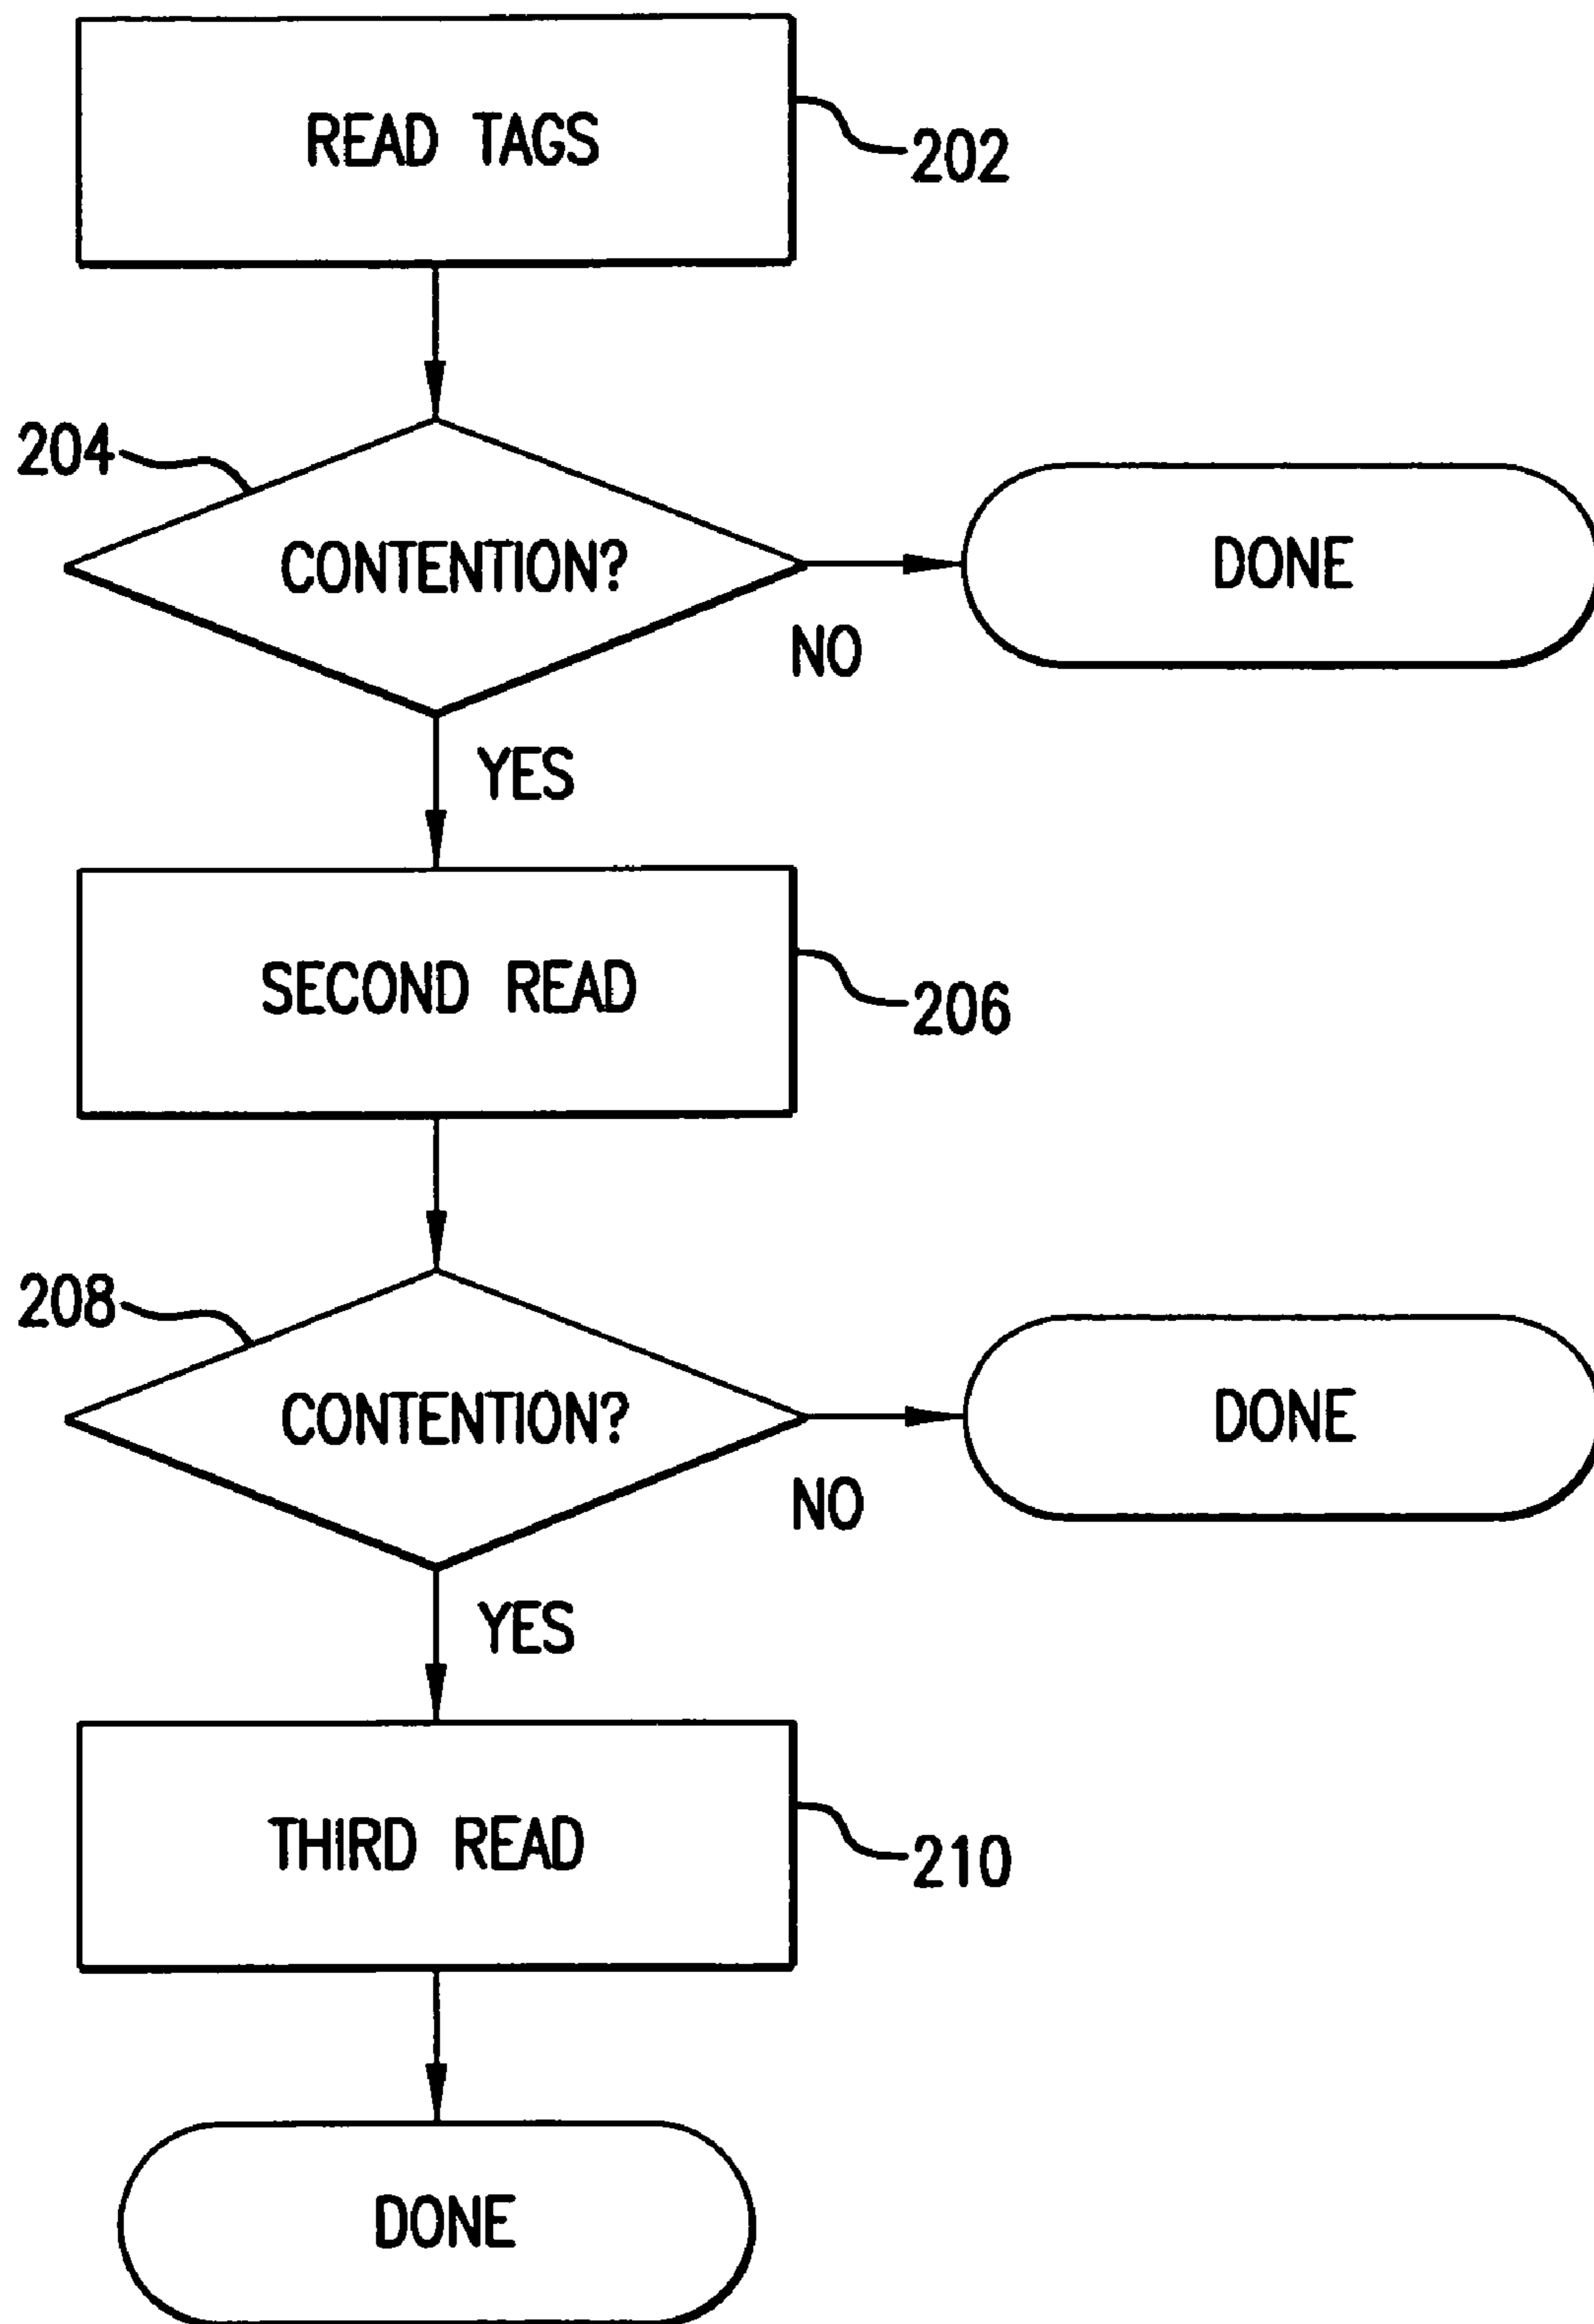 READ TAGS
202
204
CONTENTION?
DONE
NO
YES
SECOND READ
206
208
CONTENTION?
DONE
NO
YES
THIRD READ
210
DONE